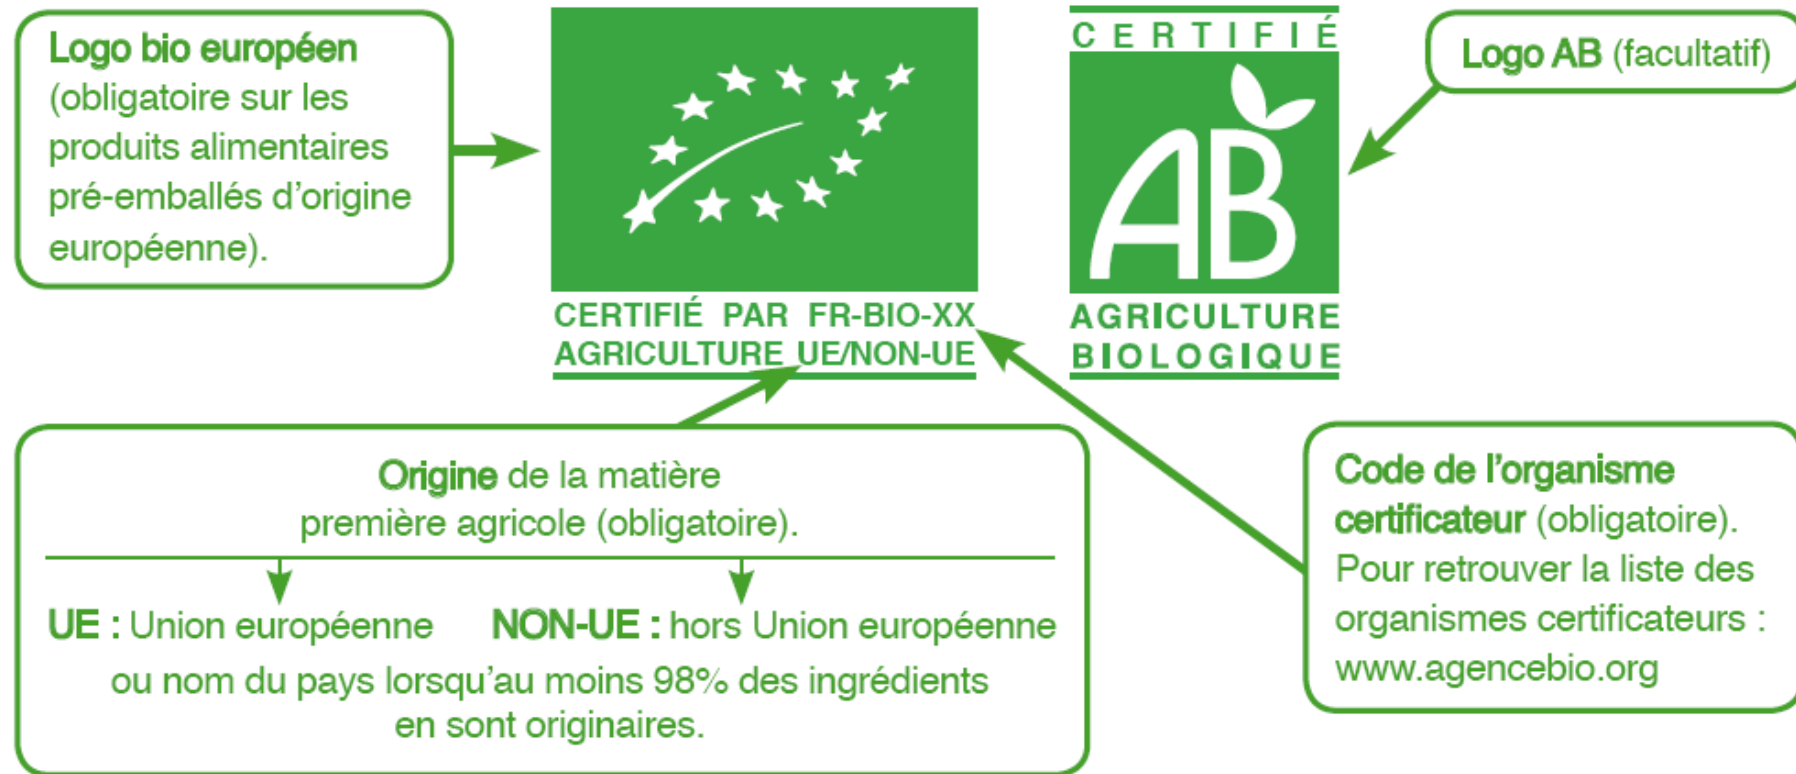 Logo bio européen
(obligatoire sur les
produits alimentaires
pré-emballés d'origine
européenne).
CERTIFIÉ PAR FR-BIO-XX
AGRICULTURE UE/NON-UE
CERTIFIÉ
AB
AGRICULTURE
BIOLOGIQUE
Logo AB (facultatif)
Origine de la matière
première agricole (obligatoire).
UE : Union européenne
NON-UE : hors Union européenne
ou nom du pays lorsqu'au moins 98% des ingrédients
en sont originaires.
Code de l'organisme
certificateur (obligatoire).
Pour retrouver la liste des
organismes certificateurs :
www.agencebio.org